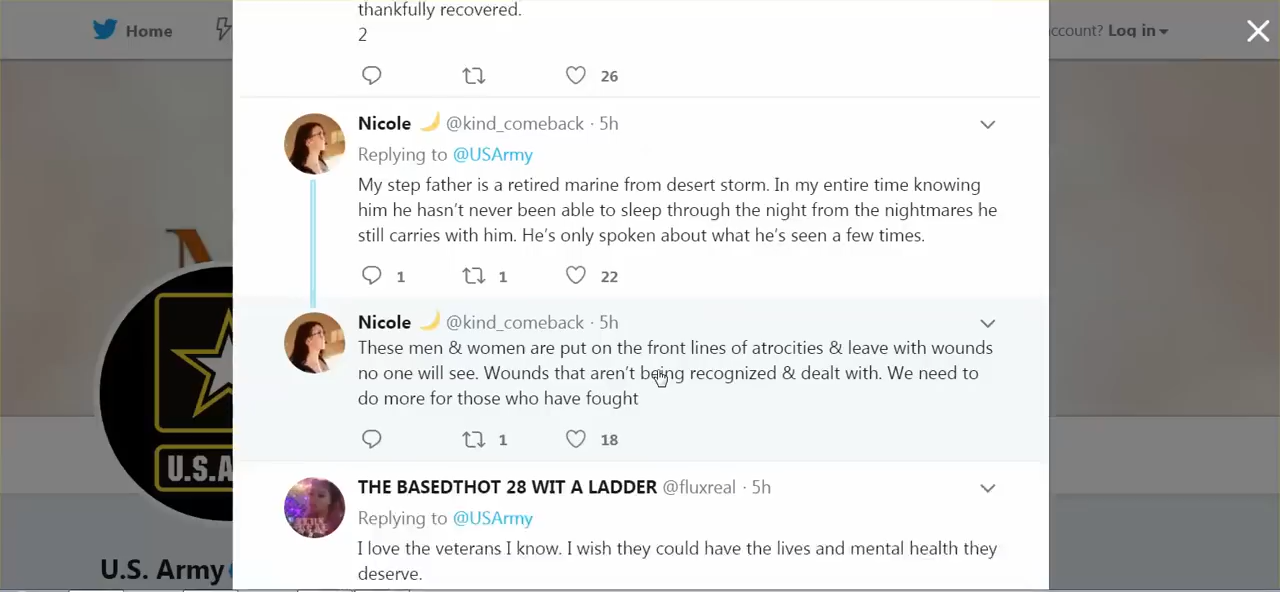 thankfully recovered.
2
Home
ccount? Log in
26
Nicole 🌙 @kind_comeback · 5h
Replying to @USArmy
My step father is a retired marine from desert storm. In my entire time knowing
him he hasn't never been able to sleep through the night from the nightmares he
still carries with him. He's only spoken about what he's seen a few times.
1 1 22
Nicole 🌙 @kind_comeback · 5h
These men & women are put on the front lines of atrocities & leave with wounds
no one will see. Wounds that aren't being recognized & dealt with. We need to
do more for those who have fought
1 18
U.S.A
THE BASEDTHOT 28 WIT A LADDER @fluxreal · 5h
Replying to @USArmy
I love the veterans I know. I wish they could have the lives and mental health they
deserve.
U.S. Army